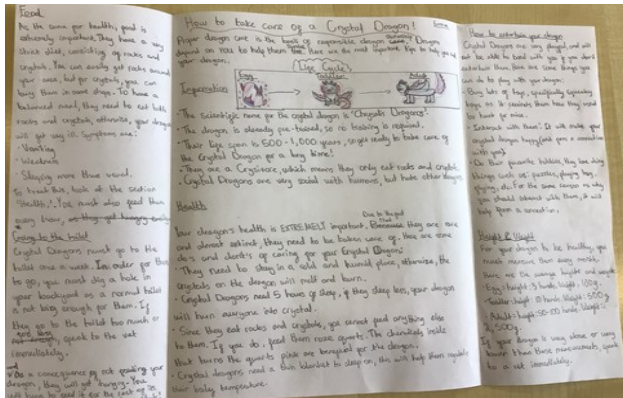 Food
As the same for health, food is
extremely important. They have a very
strict diet, consisting of rocks and
crystals. You can easily get rocks around
your area, but for crystals, you can
buy them in some shops. To have a
balanced meal, they need to eat both
rocks and crystals, otherwise, your dragon
will get very ill. Symptoms are:
· Vomiting
· Weakness
· Sleeping more than usual.
To treat this, look at the section
'Health'. You must also feed them
every hour,
Going to the toilet
Crystal Dragons must go to the
toilet once a week. In order for them
to go, you must dig a hole in
your backyard as a normal toilet
is not big enough for them. If
they go to the toilet too much or
speak to the vet
immediately.
As a consequence of not feeding your
dragon, they will get hungry. You
will have to feed it for the rest of its
How to take care of a Crystal Dragon!
Proper dragon care is the basis of responsible dragon
depend on you to help them Here are the most important tips to help you and
your dragon.
Life Cycle
Egg
Toddler
Adult
Information
· The scientific name for the crystal dragon is 'Chrysalis Dragons'.
· The dragon is already pre-trained, so no training is required.
· Their life span is 500-1,000 years, so get ready to take care of
the Crystal Dragon for a long time!
· They are a Crysivore, which means they only eat rocks and crystals.
· Crystal Dragons are very social with humans, but hate other dragons
Health
Your dragon's health is EXTREMELY important. Due to the fact that they are rare
and almost extinct, they need to be taken care of. Here are some
do's and dont's of caring for your Crystal Dragon:
· They need to stay in a cold and humid place, otherwise, the
crystals on the dragon will melt and burn.
· Crystal Dragons need 5 hours of sleep, if they sleep less, your dragon
will turn everyone into crystal.
· Since they eat rocks and crystals, you cannot feed anything else
to them. If you do, feed them rose quartz. The chemicals inside
that turns the quartz pink are beneficial for the dragon.
· Crystal dragons need a thin blanket to sleep on, this will help them regulate
their body temperature.
How to entertain your dragon
Crystal Dragons are very playful, and will
not be able to bond with you if you don't
entertain them. Here are some things you
can do to play with your dragon:
· Buy lots of toys, specifically squeaky
toys, as it reminds them how they used
to hunt for mice.
· Interact with them! It will make your
crystal dragon happy (and form a connection
with you).
· Do their favourite hobbies, they love doing
things such as: puzzles, playing tag,
flying, etc. For the same reason as why
you should interact with them, it will
help form a connection.
Height & Weight
For your dragon to be healthy, you
must measure them every month.
Here are the average heights and weights:
· Egg: height: 3 hands, Weight: 180g.
· Toddler: height: 10 hands, Weight: 500g
· Adult: height: 50-100 hands, Weight:
2,500g.
If your dragon is way above or way
lower than these measurements, speak
to a vet immediately.